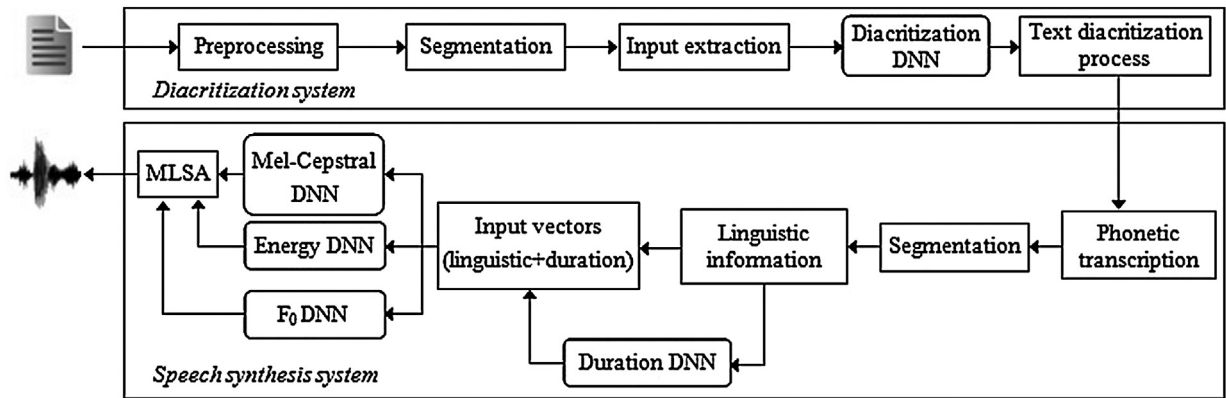 Preprocessing
Segmentation
Input extraction
Diacritization
DNN
Text diacritization
process
Diacritization system
MLSA
Mel-Cepstral
DNN
Energy DNN
F₀ DNN
Input vectors
(linguistic+duration)
Linguistic
information
Segmentation
Phonetic
transcription
Duration DNN
Speech synthesis system